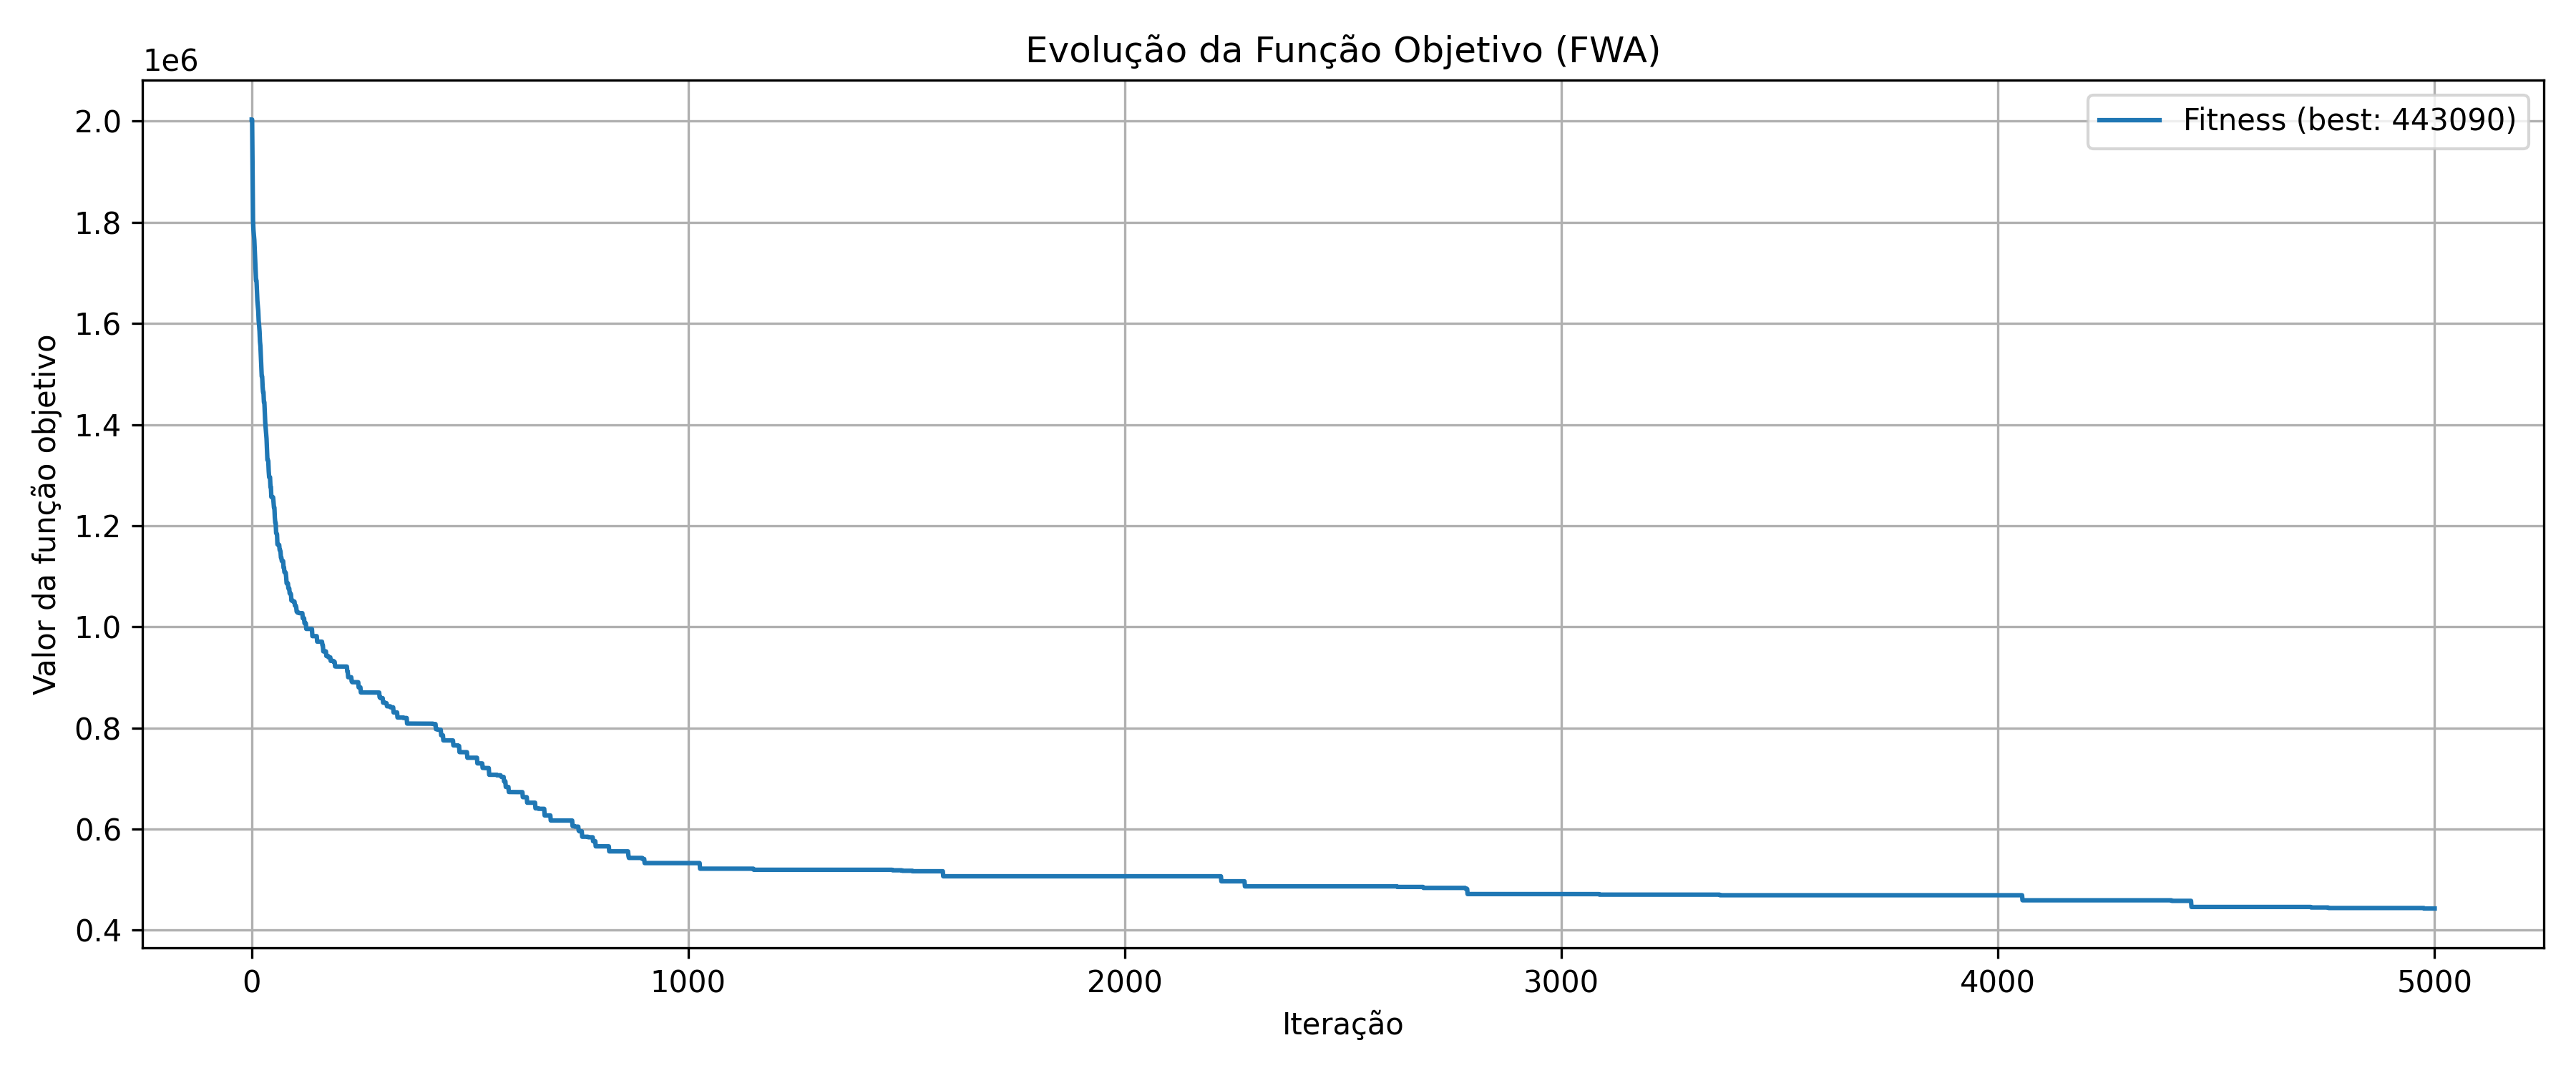 Evolução da Função Objetivo (FWA)
1e6
Fitness (best: 443090)
2.0
1.8
1.6
1.4
1.2
1.0
0.8
0.6
0.4
Valor da função objetivo
0 1000 2000 3000 4000 5000
Iteração